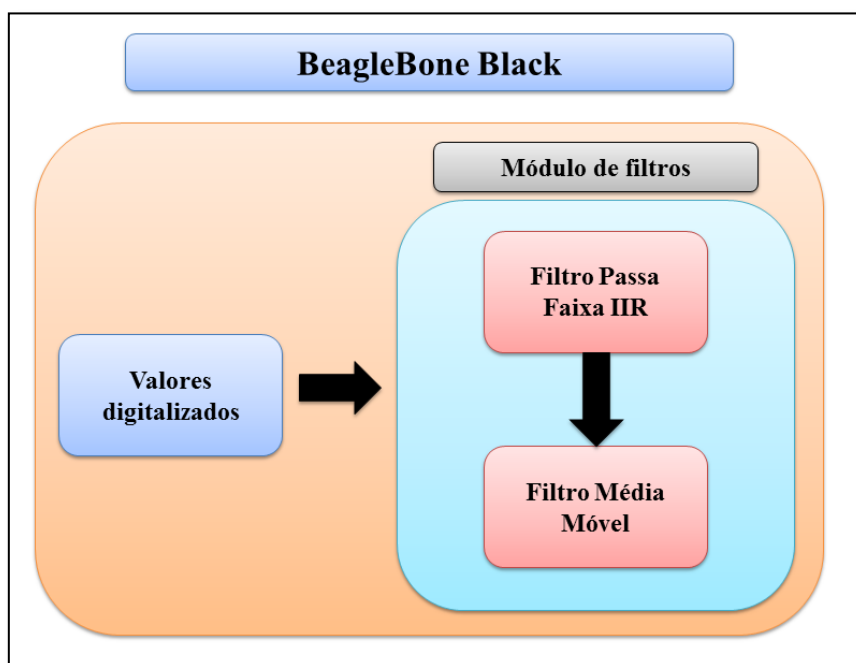 BeagleBone Black
Módulo de filtros
Filtro Passa
Faixa IIR
Valores
digitalizados
Filtro Média
Móvel